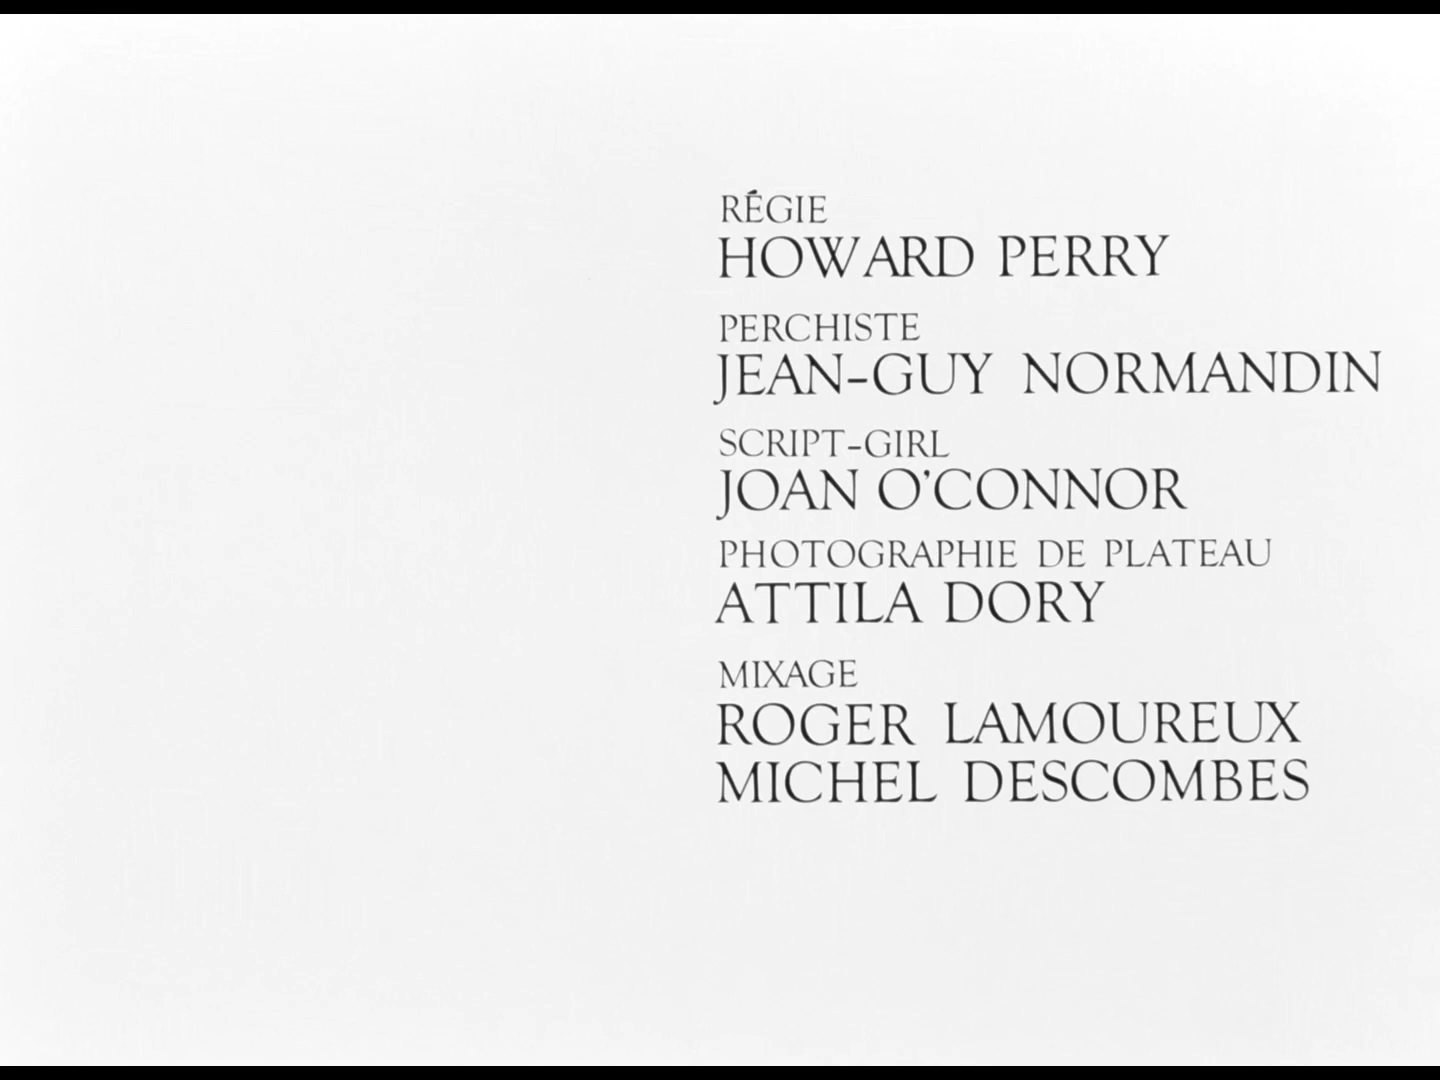 RÉGIE
HOWARD PERRY
PERCHISTE
JEAN-GUY NORMANDIN
SCRIPT-GIRL
JOAN O'CONNOR
PHOTOGRAPHIE DE PLATEAU
ATTILA DORY
MIXAGE
ROGER LAMOUREUX
MICHEL DESCOMBES